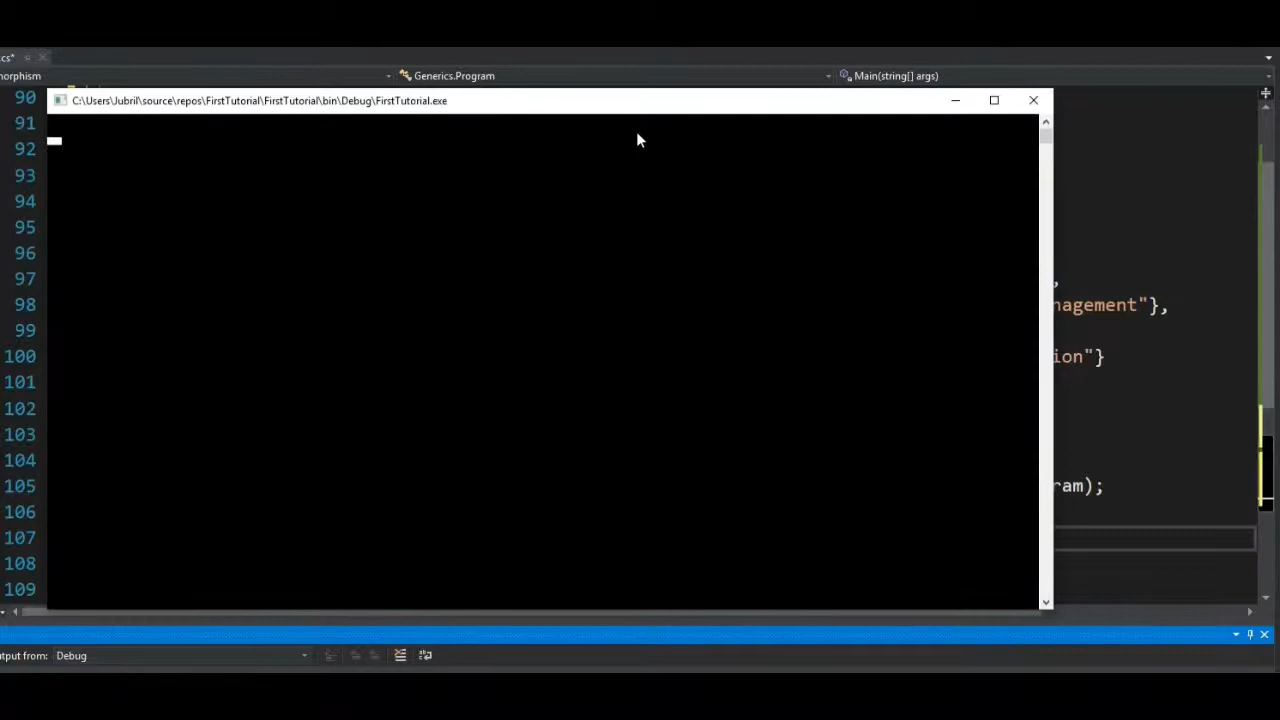 .cs*
morphism
Generics.Program
Main(string[] args)
C:\Users\Jubril\source\repos\FirstTutorial\FirstTutorial\bin\Debug\FirstTutorial.exe
90
91
92
93
94
95
96
97
,
98
nagement"},
99
100
ion"}
101
102
103
104
105
ram);
106
107
108
109
tput from:
Debug